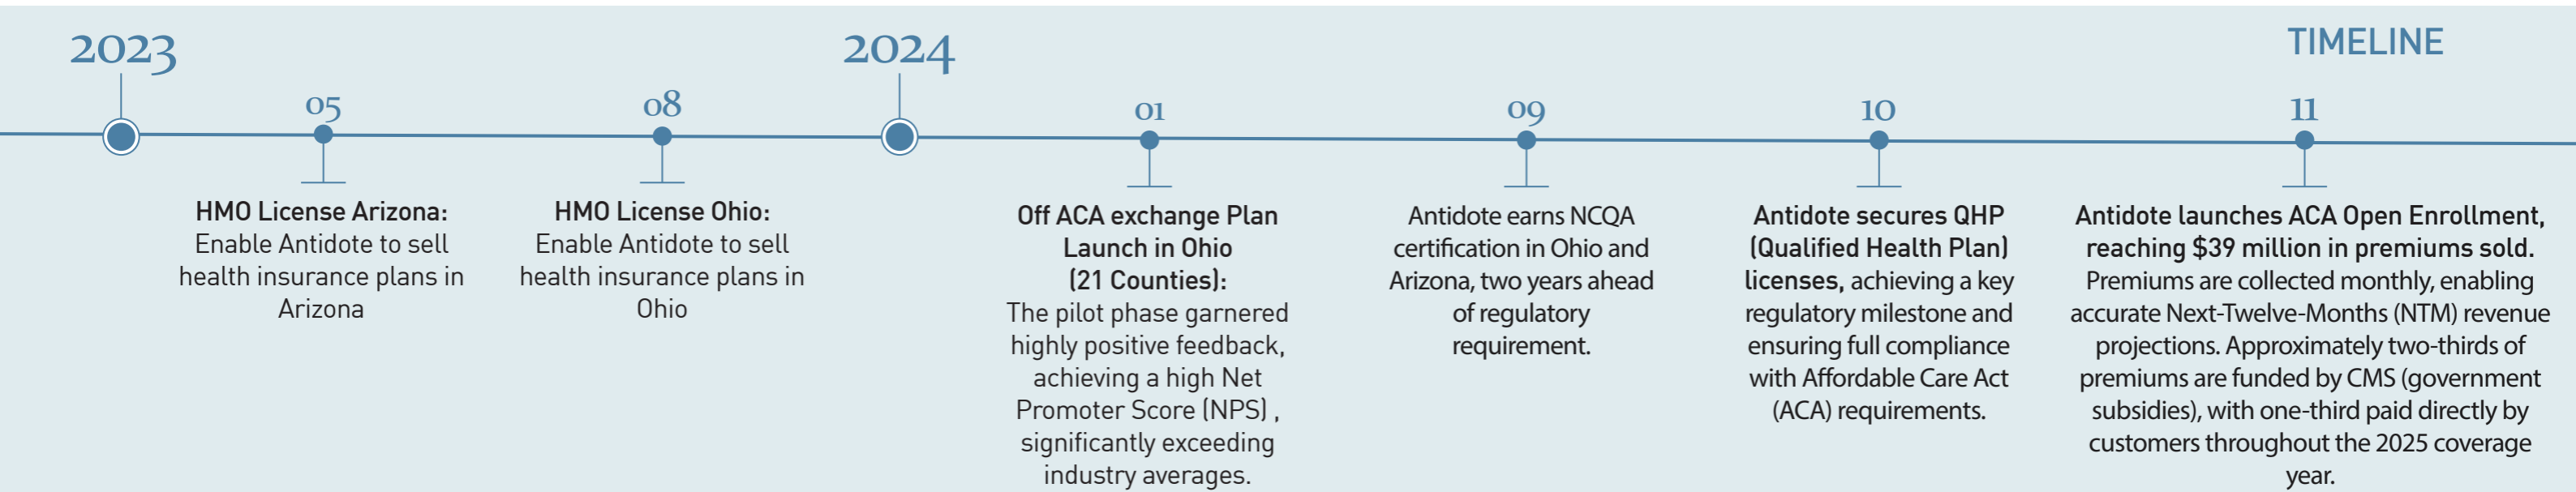 TIMELINE
2023
05
HMO License Arizona:
Enable Antidote to sell
health insurance plans in
Arizona
08
HMO License Ohio:
Enable Antidote to sell
health insurance plans in
Ohio
2024
01
Off ACA exchange Plan
Launch in Ohio
(21 Counties):
The pilot phase garnered
highly positive feedback,
achieving a high Net
Promoter Score (NPS) ,
significantly exceeding
industry averages.
09
Antidote earns NCQA
certification in Ohio and
Arizona, two years ahead
of regulatory
requirement.
10
Antidote secures QHP
(Qualified Health Plan)
licenses, achieving a key
regulatory milestone and
ensuring full compliance
with Affordable Care Act
(ACA) requirements.
11
Antidote launches ACA Open Enrollment,
reaching $39 million in premiums sold.
Premiums are collected monthly, enabling
accurate Next-Twelve-Months (NTM) revenue
projections. Approximately two-thirds of
premiums are funded by CMS (government
subsidies), with one-third paid directly by
customers throughout the 2025 coverage
year.